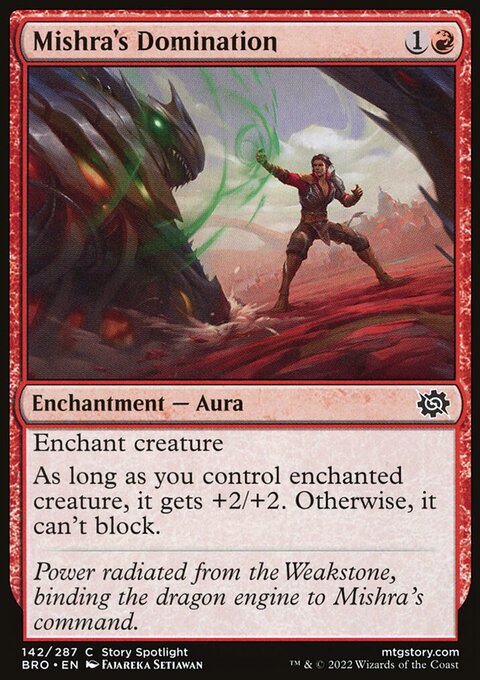 Mishra's Domination 1
Enchantment — Aura
Enchant creature
As long as you control enchanted
creature, it gets +2/+2. Otherwise, it
can't block.
Power radiated from the Weakstone,
binding the dragon engine to Mishra's
command.
142/287 C Story Spotlight mtgstory.com
BRO • EN Fajareka Setiawan ™ & © 2022 Wizards of the Coast